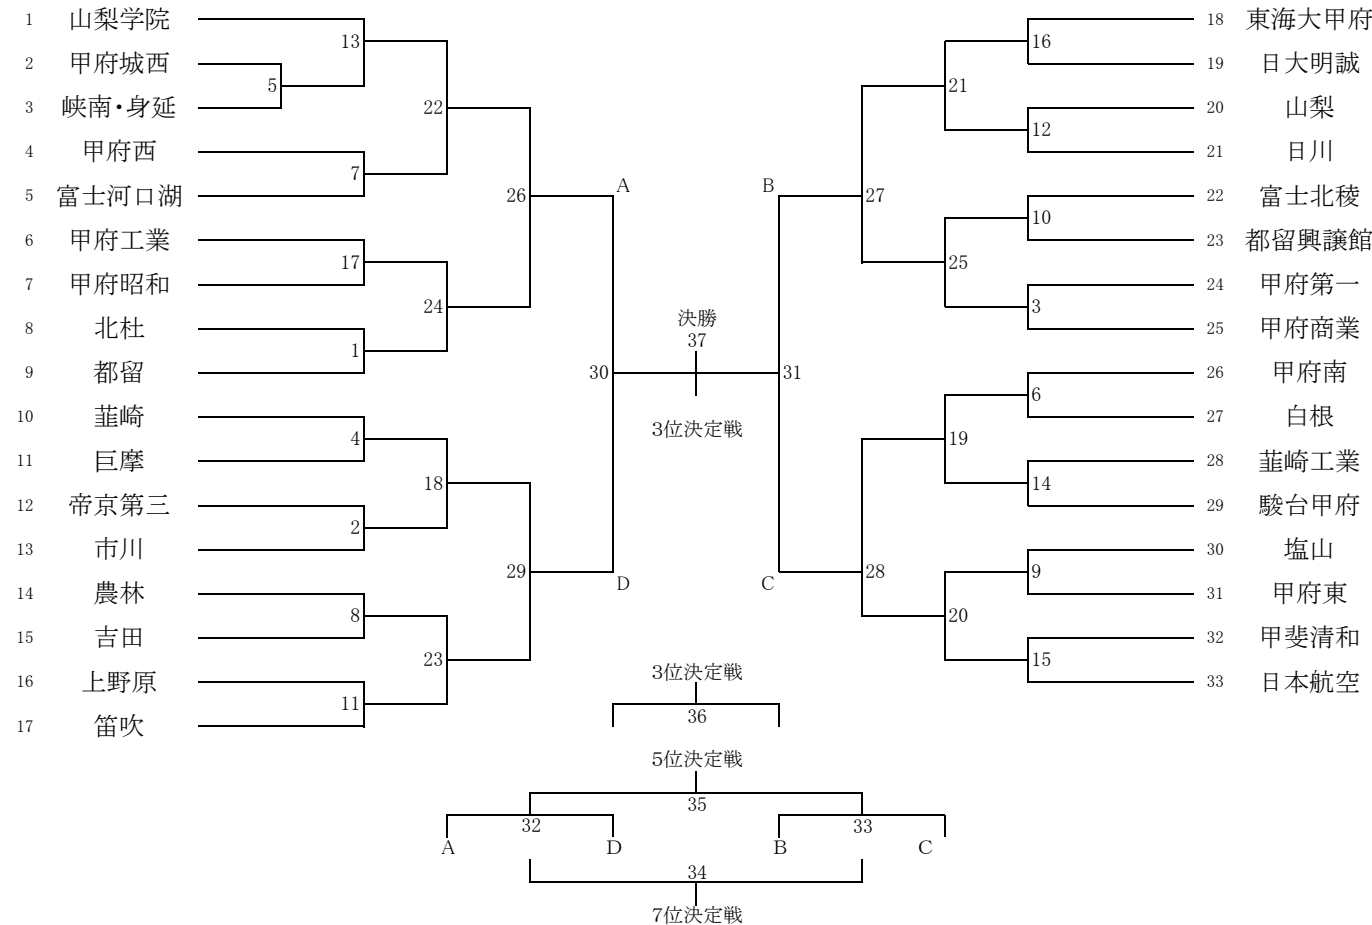 1 山梨学院
13
2 甲府城西
5
3 峡南・身延
22
4 甲府西
7
5 富士河口湖
26
A
6 甲府工業
17
7 甲府昭和
24
8 北杜
1
9 都留
30
10 韮崎
4
11 巨摩
18
12 帝京第三
2
13 市川
29
D
14 農林
8
15 吉田
23
16 上野原
11
17 笛吹
決勝
37
3位決定戦
18 東海大甲府
16
19 日大明誠
21
20 山梨
12
21 日川
B
27
22 富士北稜
10
23 都留興譲館
25
24 甲府第一
3
25 甲府商業
31
26 甲府南
6
27 白根
19
28 韮崎工業
14
29 駿台甲府
28
C
30 塩山
9
31 甲府東
20
32 甲斐清和
15
33 日本航空
3位決定戦
36
5位決定戦
35
32 33
A D B C
34
7位決定戦